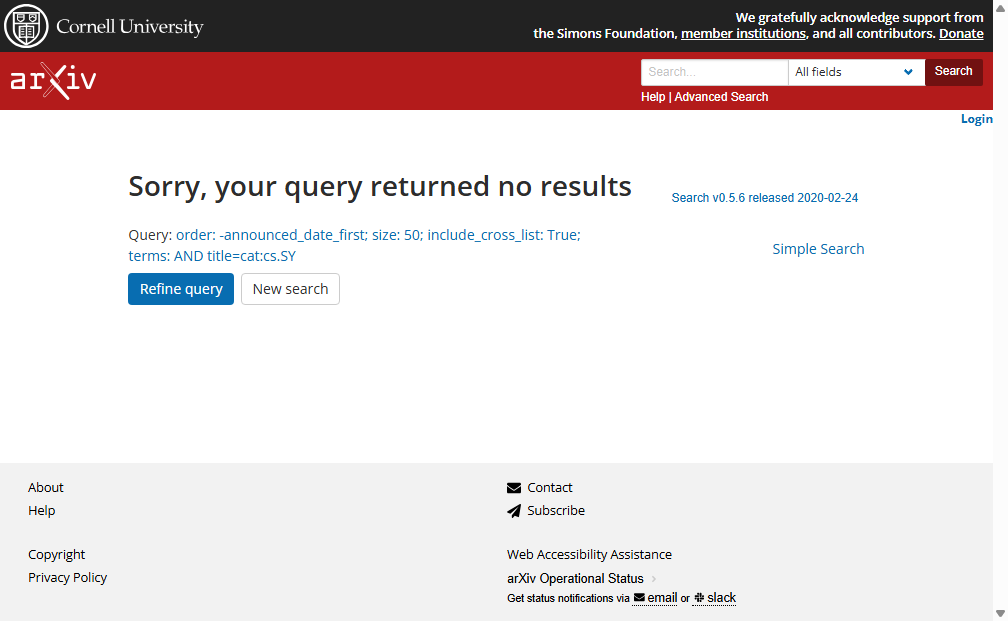 Cornell University
We gratefully acknowledge support from
the Simons Foundation, member institutions, and all contributors. Donate
arXiv
Search...
All fields
Search
Help | Advanced Search
Login
Sorry, your query returned no results
Search v0.5.6 released 2020-02-24
Query: order: -announced_date_first; size: 50; include_cross_list: True;
terms: AND title=cat:cs.SY
Simple Search
Refine query
New search
About
Help
Contact
Subscribe
Copyright
Privacy Policy
Web Accessibility Assistance
arXiv Operational Status
Get status notifications via email or slack